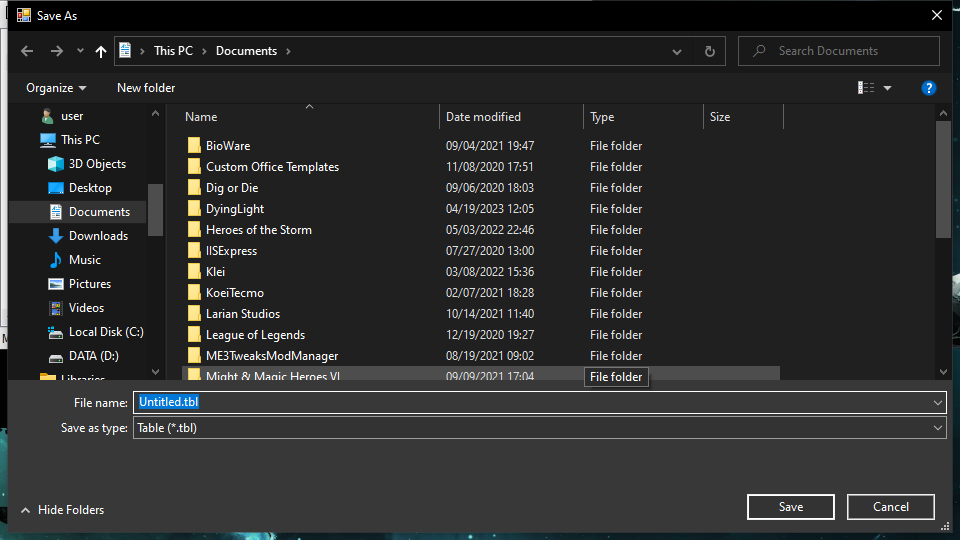 Save As
This PC > Documents >
Search Documents
Organize New folder
?
Name Date modified Type Size
user
This PC
3D Objects
Desktop
Documents
Downloads
Music
Pictures
Videos
Local Disk (C:)
DATA (D:)
Libraries
BioWare 09/04/2021 19:47 File folder
Custom Office Templates 11/08/2020 17:51 File folder
Dig or Die 09/06/2020 18:03 File folder
DyingLight 04/19/2023 12:05 File folder
Heroes of the Storm 05/03/2022 22:46 File folder
IISExpress 07/27/2020 13:00 File folder
Klei 03/08/2022 15:36 File folder
KoeiTecmo 02/07/2021 18:28 File folder
Larian Studios 10/14/2021 11:40 File folder
League of Legends 12/19/2020 19:27 File folder
ME3TweaksModManager 08/19/2021 09:02 File folder
Might & Magic Heroes VI 09/09/2021 17:04 File folder
File name: Untitled.tbl
Save as type: Table (*.tbl)
Hide Folders
Save Cancel